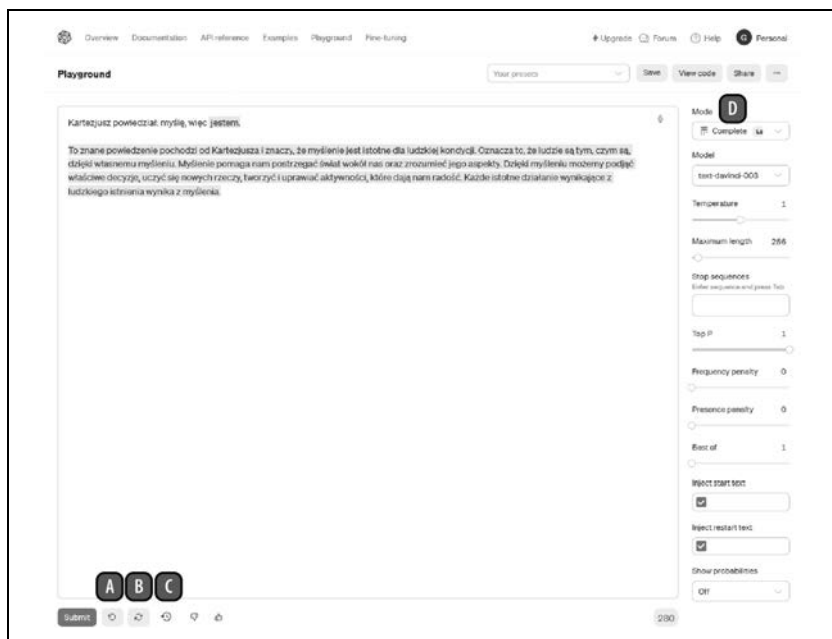 Overview Documentation API reference Examples Playground Fine-tuning Upgrade Forum Help G Personal
Playground Your presets Save View code Share ...
Kartezjusz powiedział: myślę, więc jestem.
To znane powiedzenie pochodzi od Kartezjusza i znaczy, że myślenie jest istotne dla ludzkiej kondycji. Oznacza to, że ludzie są tym, czym są,
dzięki własnemu myśleniu. Myślenie pomaga nam postrzegać świat wokół nas oraz zrozumieć jego aspekty. Dzięki myśleniu możemy podjąć
właściwe decyzje, uczyć się nowych rzeczy, tworzyć i uprawiać aktywności, które dają nam radość. Każde istotne działanie wynikające z
ludzkiego istnienia wynika z myślenia.
Mode D
Complete
Model
text-davinci-003
Temperature 1
Maximum length 256
Stop sequences
Enter sequence and press Tab
Top P 1
Frequency penalty 0
Presence penalty 0
Best of 1
Inject start text
Inject restart text
Show probabilities
Off
A B C
Submit 280